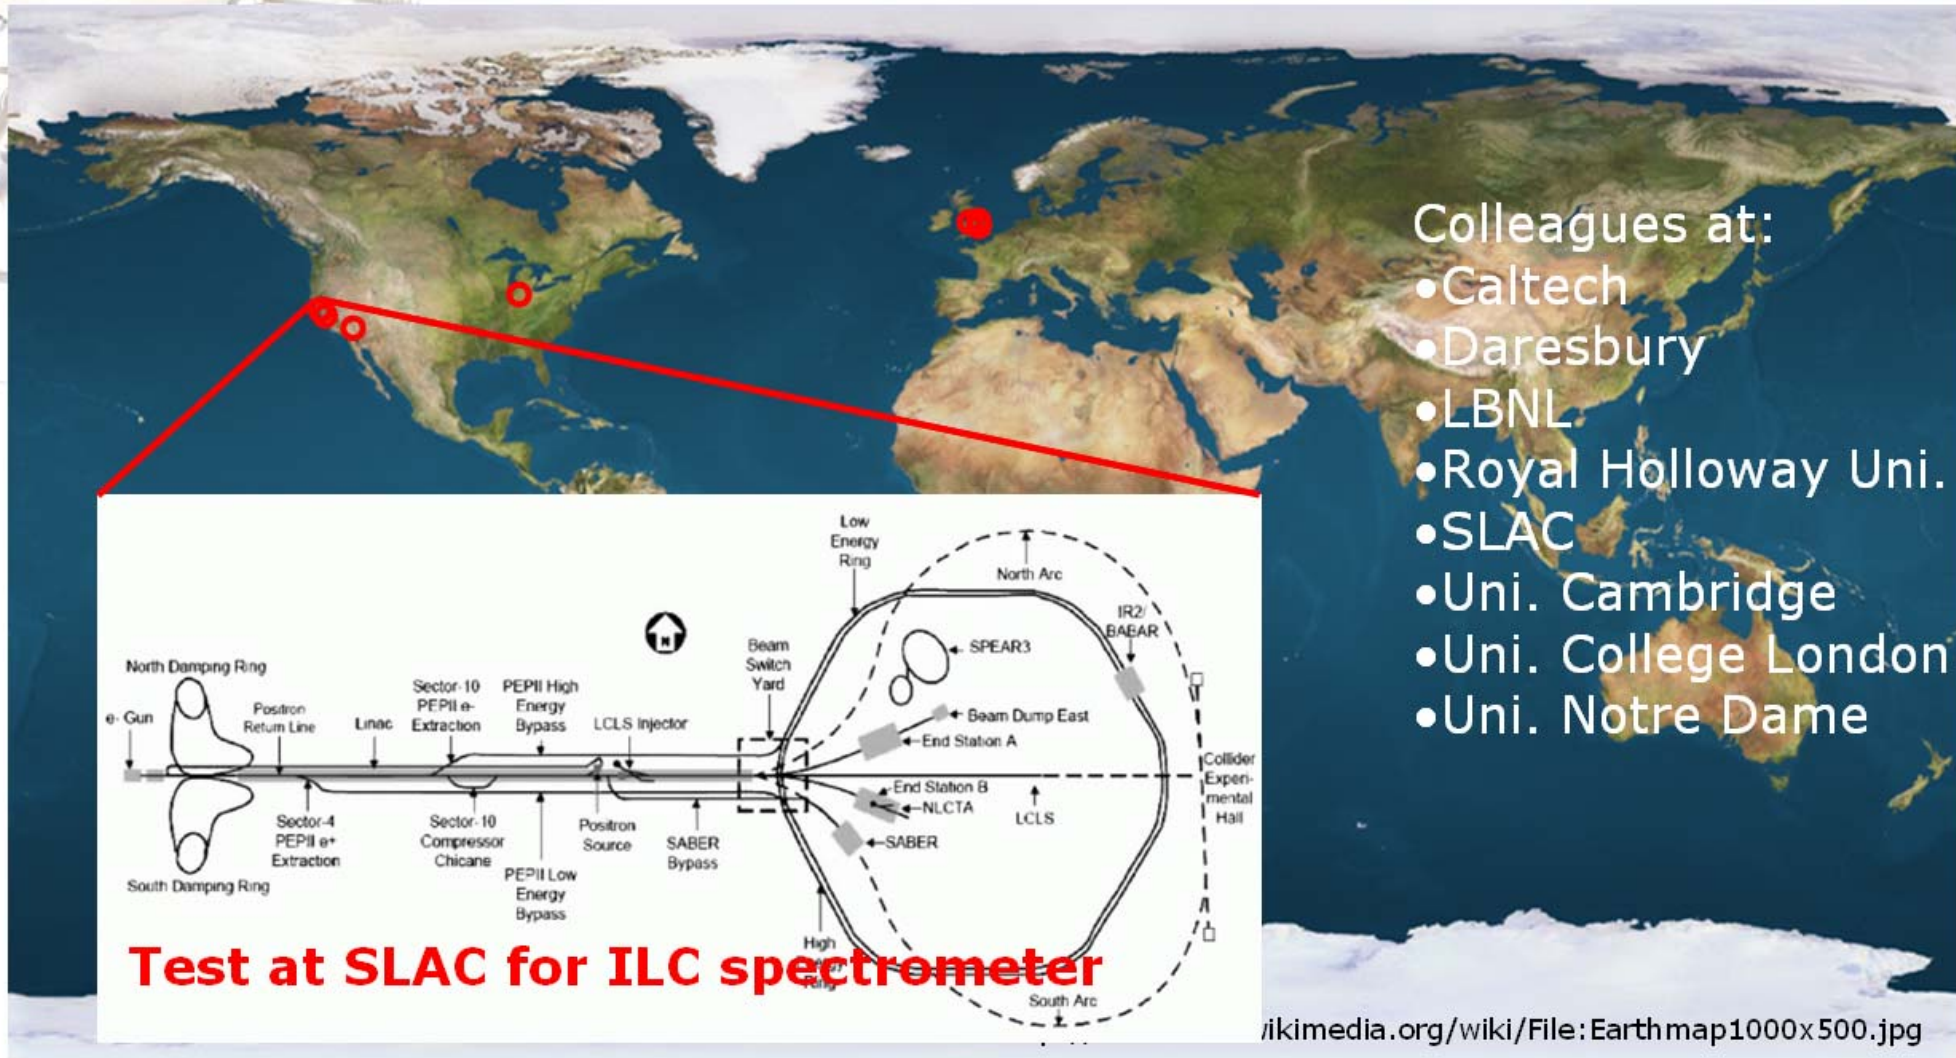 Colleagues at:
•Caltech
•Daresbury
•LBNL
•Royal Holloway Uni.
•SLAC
•Uni. Cambridge
•Uni. College London
•Uni. Notre Dame
Low
Energy
Ring
North Arc
IR2/
BABAR
N
SPEAR3
Beam
Switch
Yard
North Damping Ring
Sector-10
PEPII e-
Extraction
PEPII High
Energy
Bypass
Positron
Return Line
e- Gun
Linac
LCLS Injector
Beam Dump East
End Station A
Collider
Experi-
mental
Hall
End Station B
NLCTA
LCLS
SABER
Sector-4
PEPII e+
Extraction
Sector-10
Compressor
Chicane
Positron
Source
SABER
Bypass
PEPII Low
Energy
Bypass
South Damping Ring
High
Ring
South Arc
Test at SLAC for ILC spectrometer
wikimedia.org/wiki/File:Earthmap1000x500.jpg